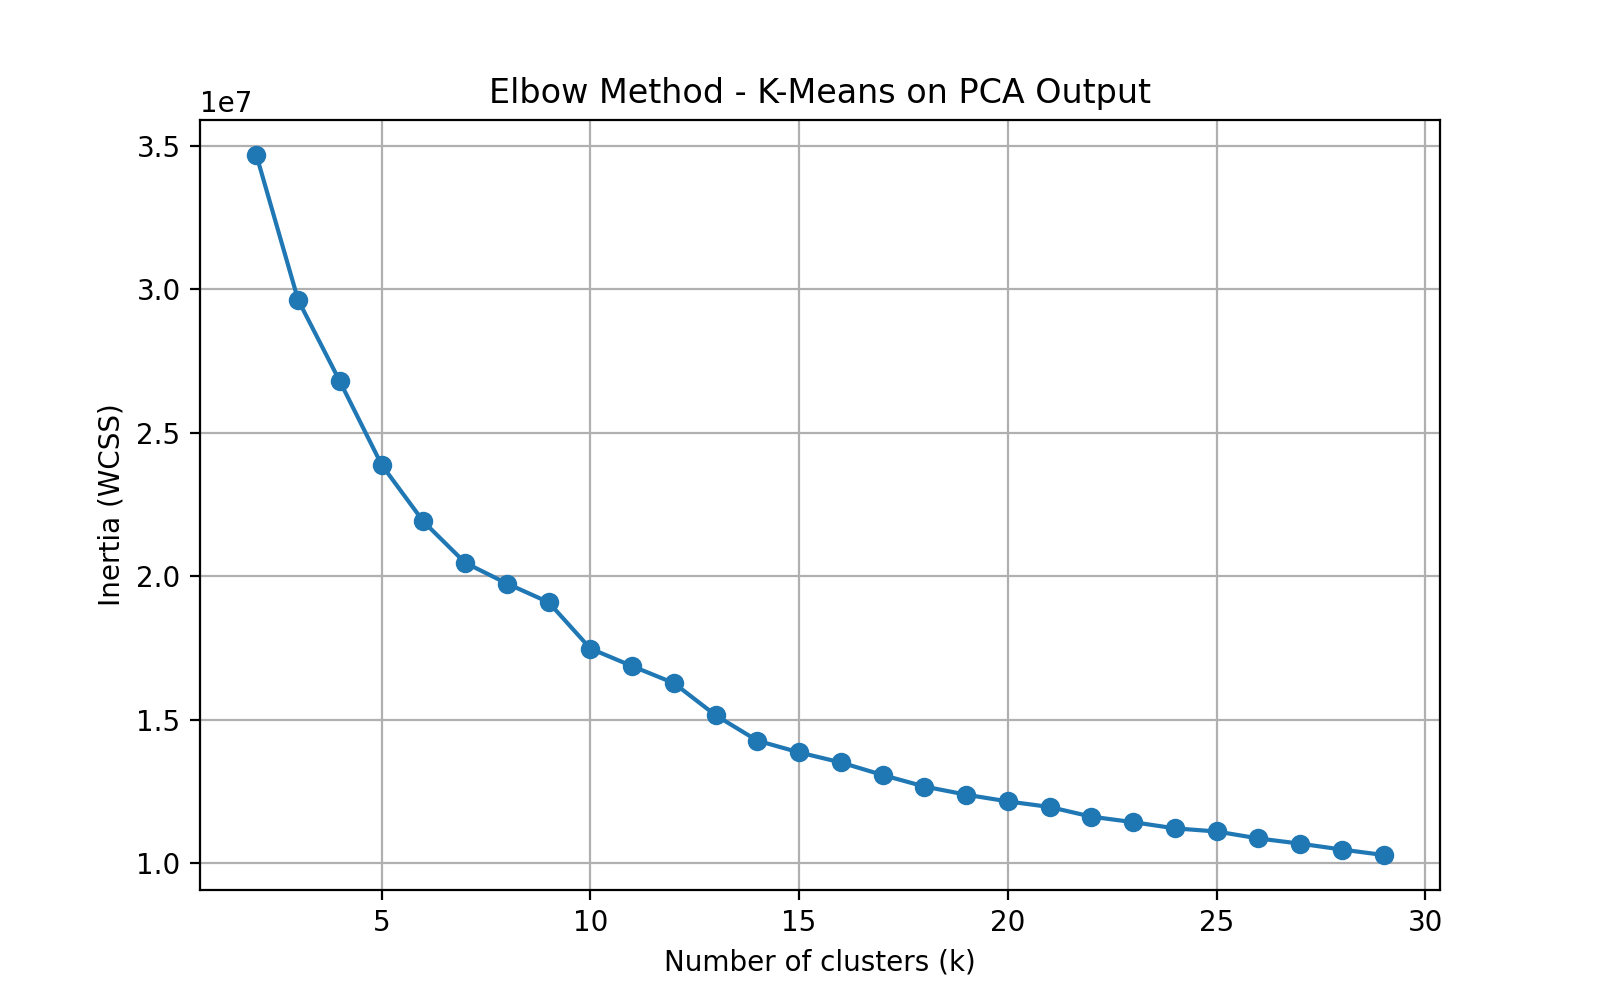 Elbow Method - K-Means on PCA Output
1e7
3.5
3.0
2.5
2.0
1.5
1.0
Inertia (WCSS)
5 10 15 20 25 30
Number of clusters (k)